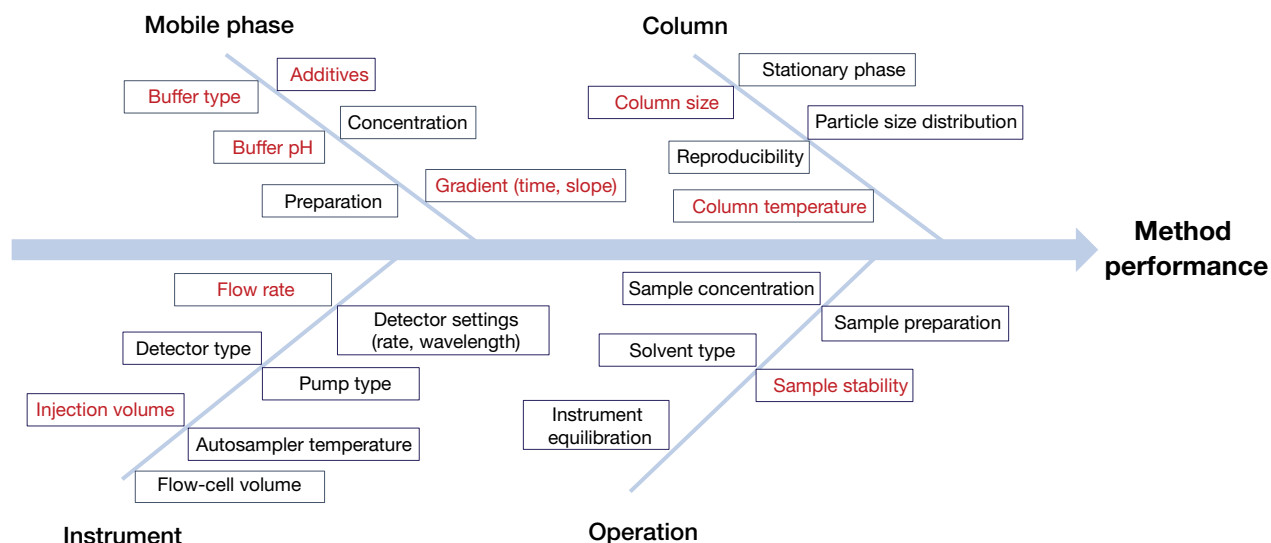 Mobile phase
Additives
Buffer type
Concentration
Buffer pH
Gradient (time, slope)
Preparation
Column
Stationary phase
Column size
Particle size distribution
Reproducibility
Column temperature
Method
performance
Flow rate
Detector settings
(rate, wavelength)
Detector type
Pump type
Injection volume
Autosampler temperature
Flow-cell volume
Instrument
Sample concentration
Sample preparation
Solvent type
Sample stability
Instrument
equilibration
Operation